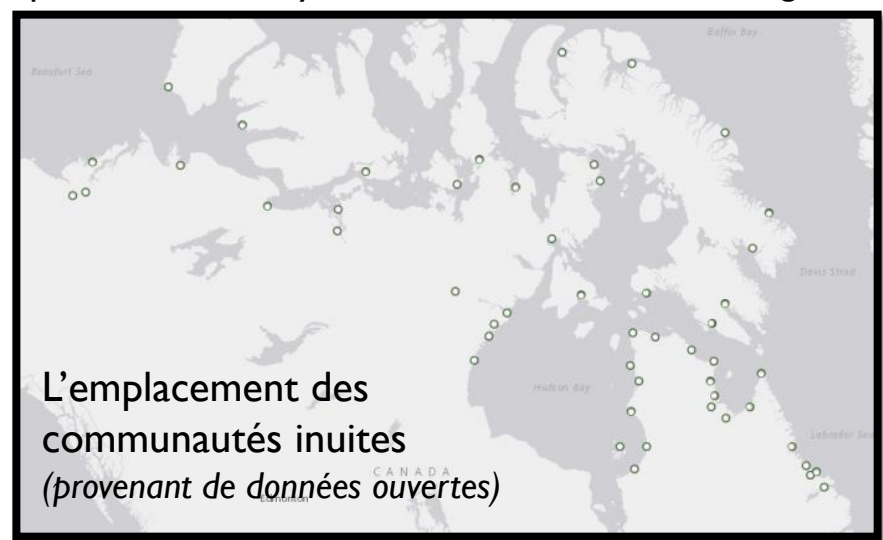 Baffin Bay
Beaufort Sea
Davis Strait
Hudson Bay
Labrador Sea
L'emplacement des
communautés inuites
CANADA
(provenant de données ouvertes)
Edmonton